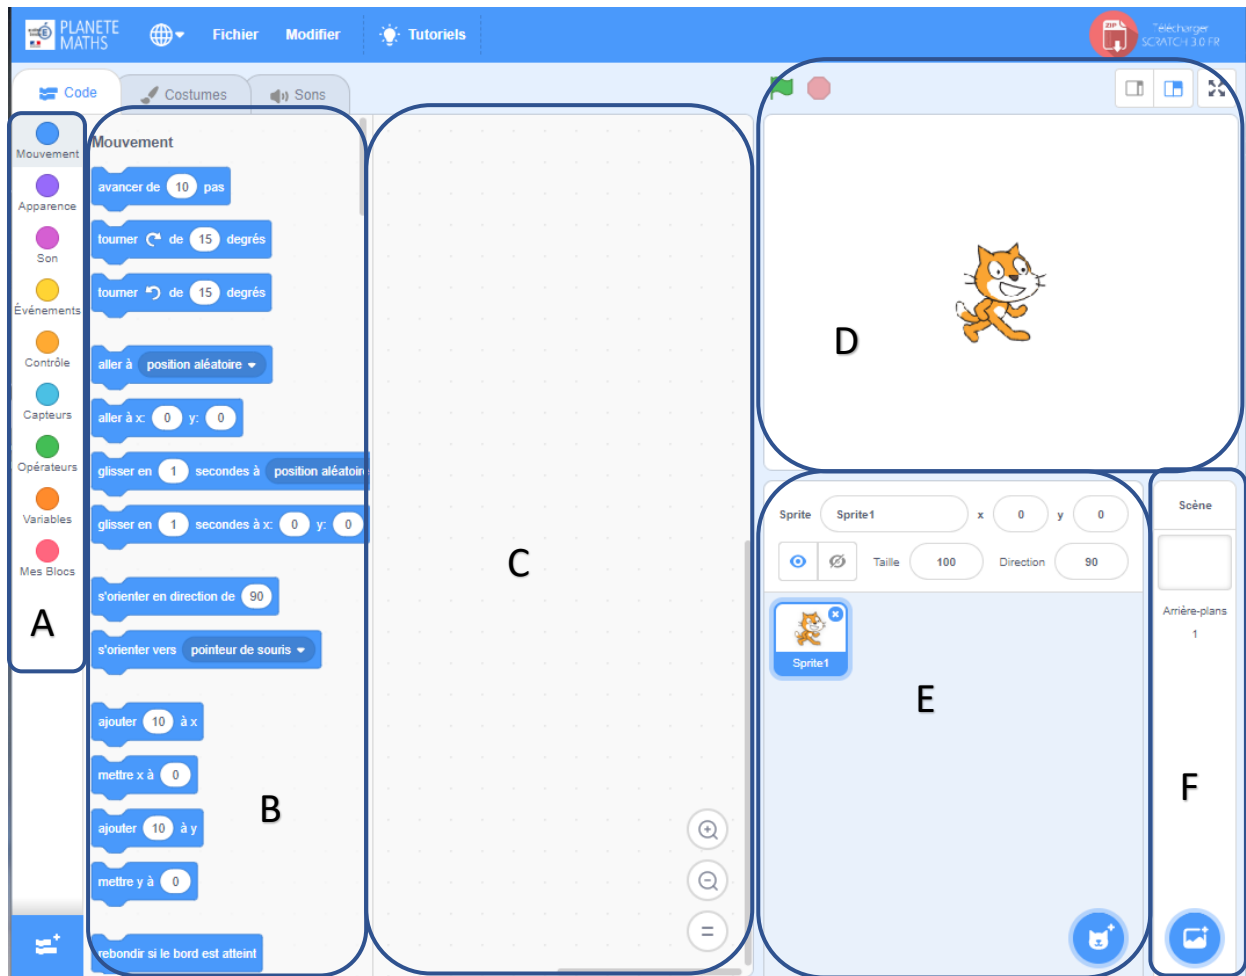 PLANETE
MATHS
Fichier
Modifier
Tutoriels
ZIP
Télécharger
SCRATCH 3.0 FR
Code
Costumes
Sons
Mouvement
Apparence
Son
Événements
Contrôle
Capteurs
Opérateurs
Variables
Mes Blocs
A
Mouvement
avancer de 10 pas
tourner de 15 degrés
tourner de 15 degrés
aller à position aléatoire
aller à x: 0 y: 0
glisser en 1 secondes à position aléatoire
glisser en 1 secondes à x: 0 y: 0
s'orienter en direction de 90
s'orienter vers pointeur de souris
ajouter 10 à x
mettre x à 0
ajouter 10 à y
mettre y à 0
rebondir si le bord est atteint
B
C
D
Sprite Sprite1 x 0 y 0
Taille 100 Direction 90
Sprite1
E
Scène
Arrière-plans
1
F